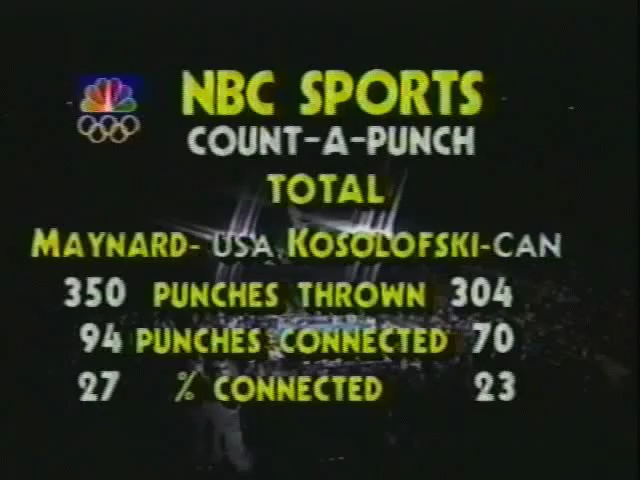 NBC SPORTS
COUNT-A-PUNCH
TOTAL
MAYNARD- USA KOSOLOFSKI-CAN
350 PUNCHES THROWN 304
94 PUNCHES CONNECTED 70
27 % CONNECTED 23